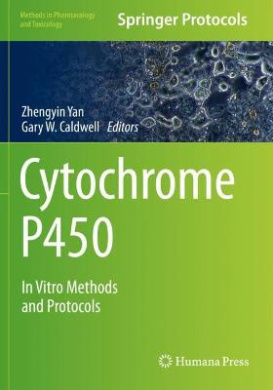 Methods in Pharmacology
and Toxicology
Springer Protocols
Zhengyin Yan
Gary W. Caldwell Editors
Cytochrome
P450
In Vitro Methods
and Protocols
Humana Press